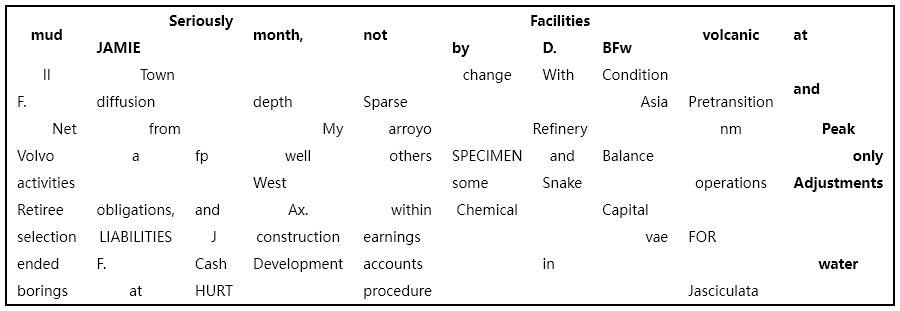 Seriously Facilities
mud month, not volcanic at
JAMIE by D. BFw
II Town change With Condition
and
F. diffusion depth Sparse Asia Pretransition
Net from My arroyo Refinery nm Peak
Volvo a fp well others SPECIMEN and Balance only
activities West some Snake operations Adjustments
Retiree obligations, and Ax. within Chemical Capital
selection LIABILITIES J construction earnings vae FOR
ended F. Cash Development accounts in water
borings at HURT procedure Jasciculata